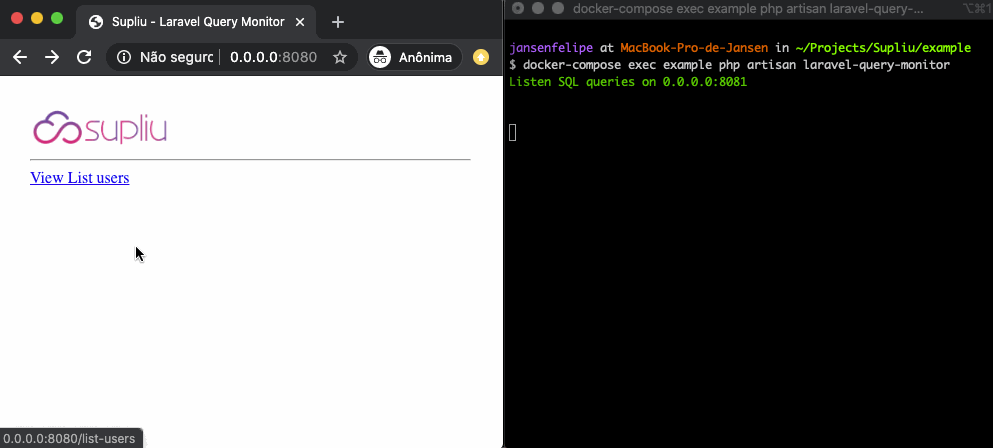 Supliu - Laravel Query Monitor
Não segurc
0.0.0.0:8080
Anônima
supliu
View List users
0.0.0.0:8080/list-users
docker-compose exec example php artisan laravel-query-...
⌥⌘1
jansenfelipe at MacBook-Pro-de-Jansen in ~/Projects/Supliu/example
$ docker-compose exec example php artisan laravel-query-monitor
Listen SQL queries on 0.0.0.0:8081